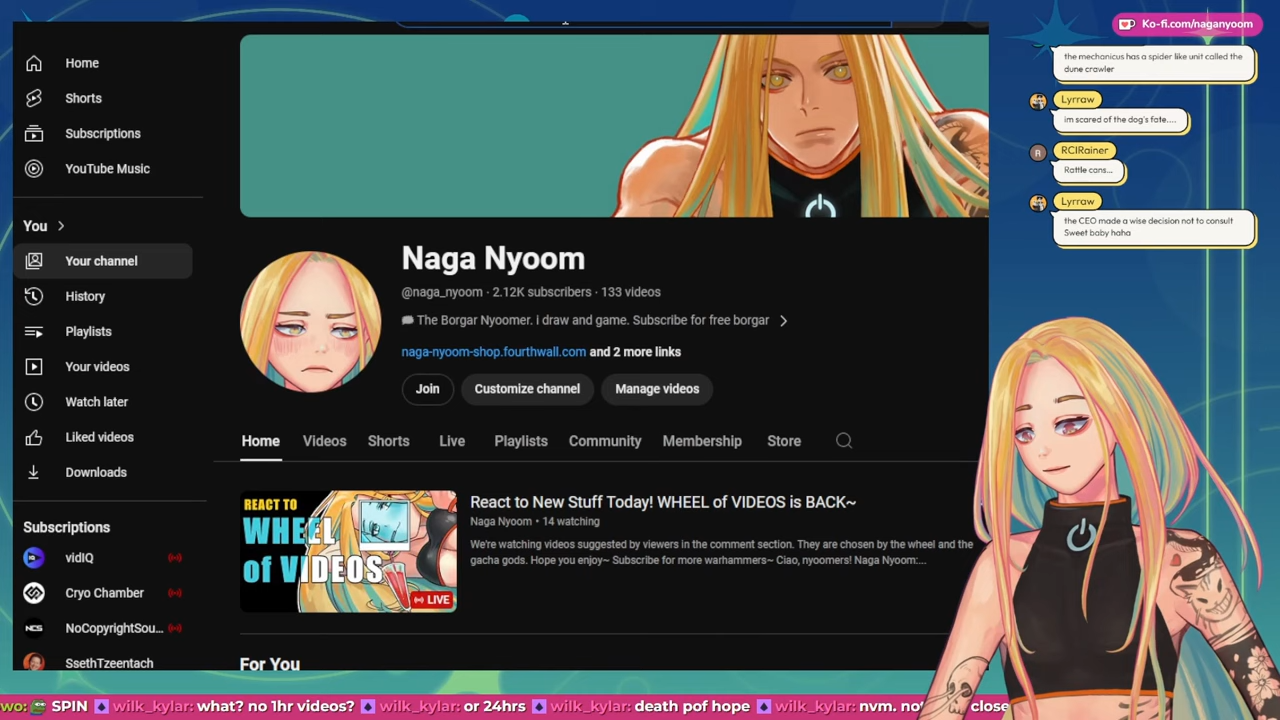 Home
Shorts
Subscriptions
YouTube Music
You
Your channel
History
Playlists
Your videos
Watch later
Liked videos
Downloads
Subscriptions
vidIQ
Cryo Chamber
NoCopyrightSou...
SsethTzeentach
Naga Nyoom
@naga_nyoom · 2.12K subscribers · 133 videos
The Borgar Nyoomer. i draw and game. Subscribe for free borgar
naga-nyoom-shop.fourthwall.com and 2 more links
Join
Customize channel
Manage videos
Home
Videos
Shorts
Live
Playlists
Community
Membership
Store
REACT TO
WHEEL
of VIDEOS
LIVE
React to New Stuff Today! WHEEL of VIDEOS is BACK~
Naga Nyoom • 14 watching
We're watching videos suggested by viewers in the comment section. They are chosen by the wheel and the
gacha gods. Hope you enjoy~ Subscribe for more warhammers~ Ciao, nyoomers! Naga Nyoom:...
For You
Ko-fi.com/naganyoom
the mechanicus has a spider like unit called the
dune crawler
Lyrraw
im scared of the dog's fate....
R
RCIRainer
Rattle cans...
Lyrraw
the CEO made a wise decision not to consult
Sweet baby haha
wo: SPIN wilk_kylar: what? no 1hr videos? wilk_kylar: or 24hrs wilk_kylar: death pof hope wilk_kylar: nvm. not close